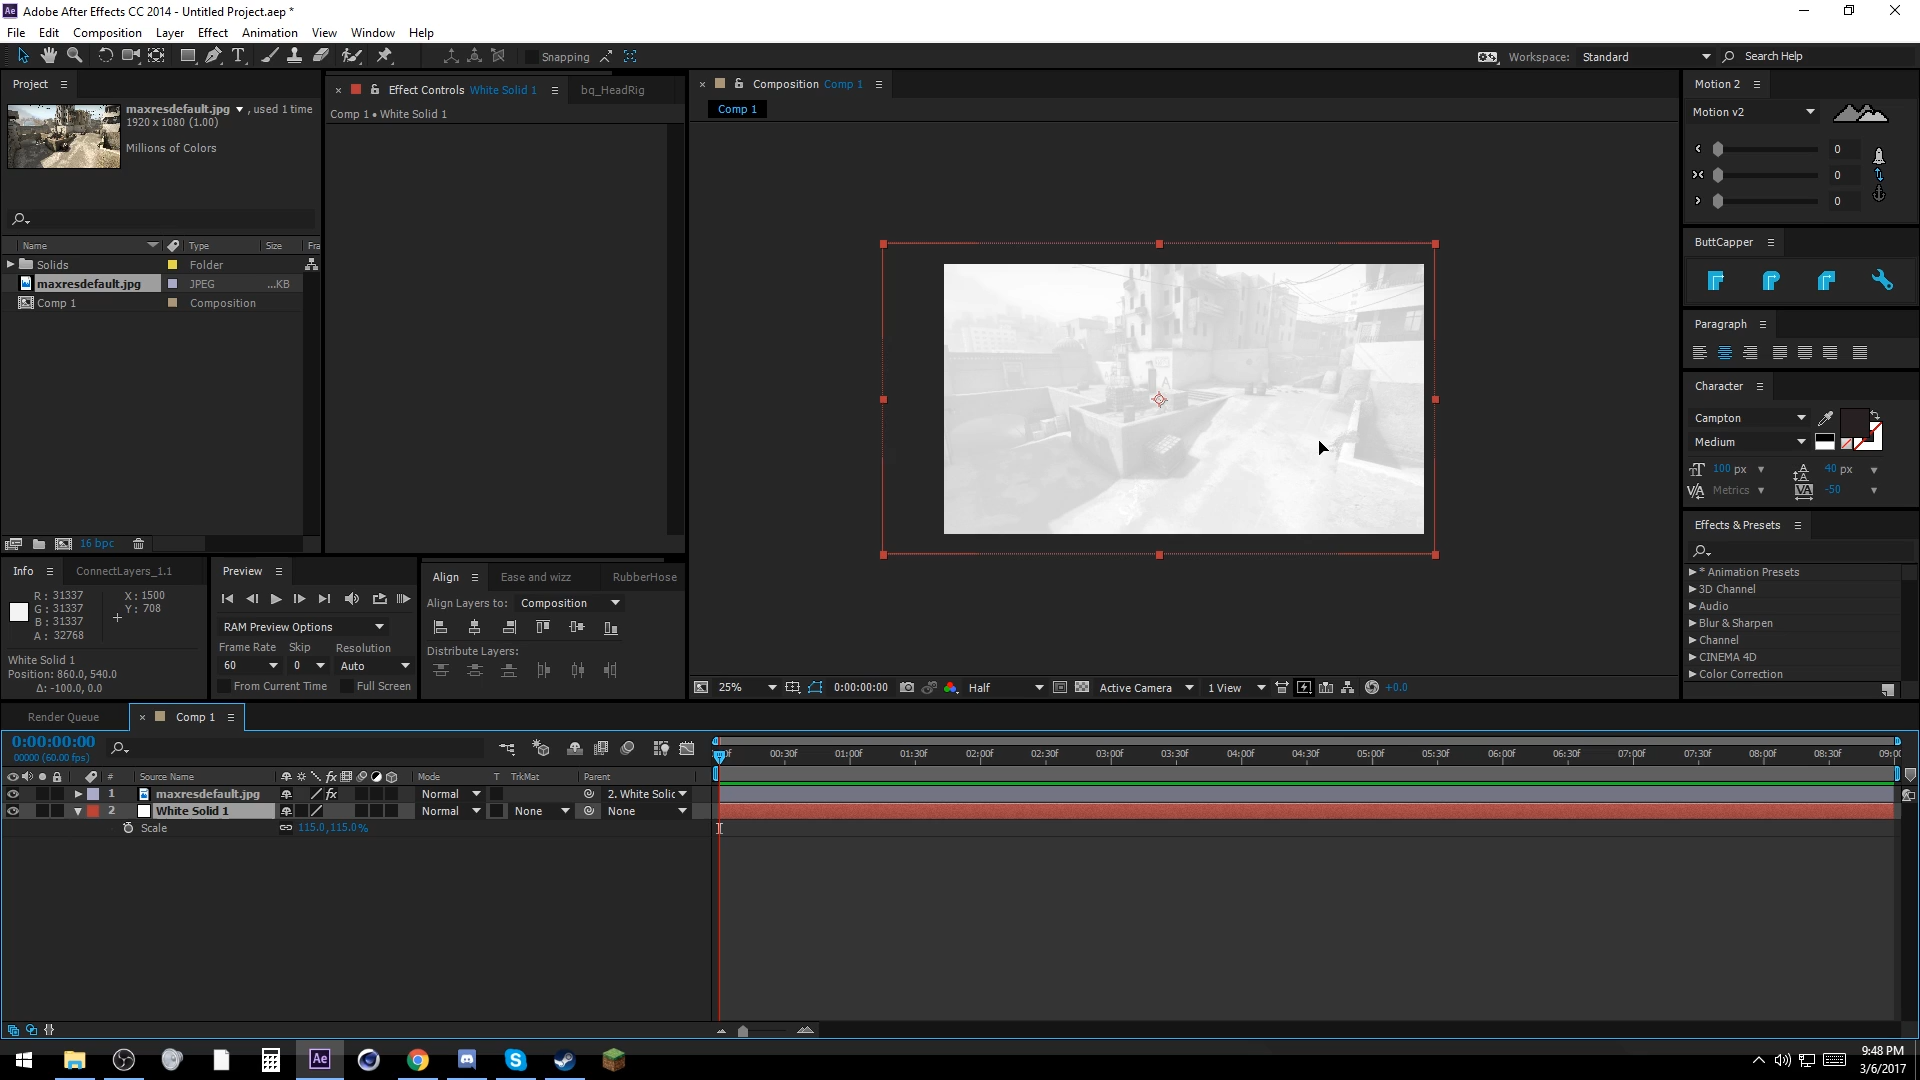 Ae Adobe After Effects CC 2014 - Untitled Project.aep *
File Edit Composition Layer Effect Animation View Window Help
Snapping
Workspace: Standard
Search Help
Project
maxresdefault.jpg ▼ , used 1 time
1920 x 1080 (1.00)
Millions of Colors
Name Type Size Fra
Solids Folder
maxresdefault.jpg JPEG ...KB
Comp 1 Composition
16 bpc
Effect Controls White Solid 1
bq_HeadRig
Comp 1 • White Solid 1
Composition Comp 1
Comp 1
25% 0:00:00:00 Half Active Camera 1 View +0.0
Motion 2
Motion v2
0
0
0
ButtCapper
Paragraph
Character
Campton
Medium
100 px 40 px
Metrics -50
Effects & Presets
* Animation Presets
3D Channel
Audio
Blur & Sharpen
Channel
CINEMA 4D
Color Correction
Info ConnectLayers_1.1
R: 31337
G: 31337
B: 31337
A: 32768
X: 1500
Y: 708
White Solid 1
Position: 860.0, 540.0
Δ: -100.0, 0.0
Preview
RAM Preview Options
Frame Rate Skip Resolution
60 0 Auto
From Current Time Full Screen
Align Ease and wizz RubberHose
Align Layers to: Composition
Distribute Layers:
Render Queue
Comp 1
0:00:00:00
00000 (60.00 fps)
00:30f 01:00f 01:30f 02:00f 02:30f 03:00f 03:30f 04:00f 04:30f 05:00f 05:30f 06:00f 06:30f 07:00f 07:30f 08:00f 08:30f 09:0
# Source Name Mode T TrkMat Parent
1 maxresdefault.jpg Normal 2. White Solic
2 White Solid 1 Normal None None
Scale 115.0,115.0%
Ae
9:48 PM
3/6/2017